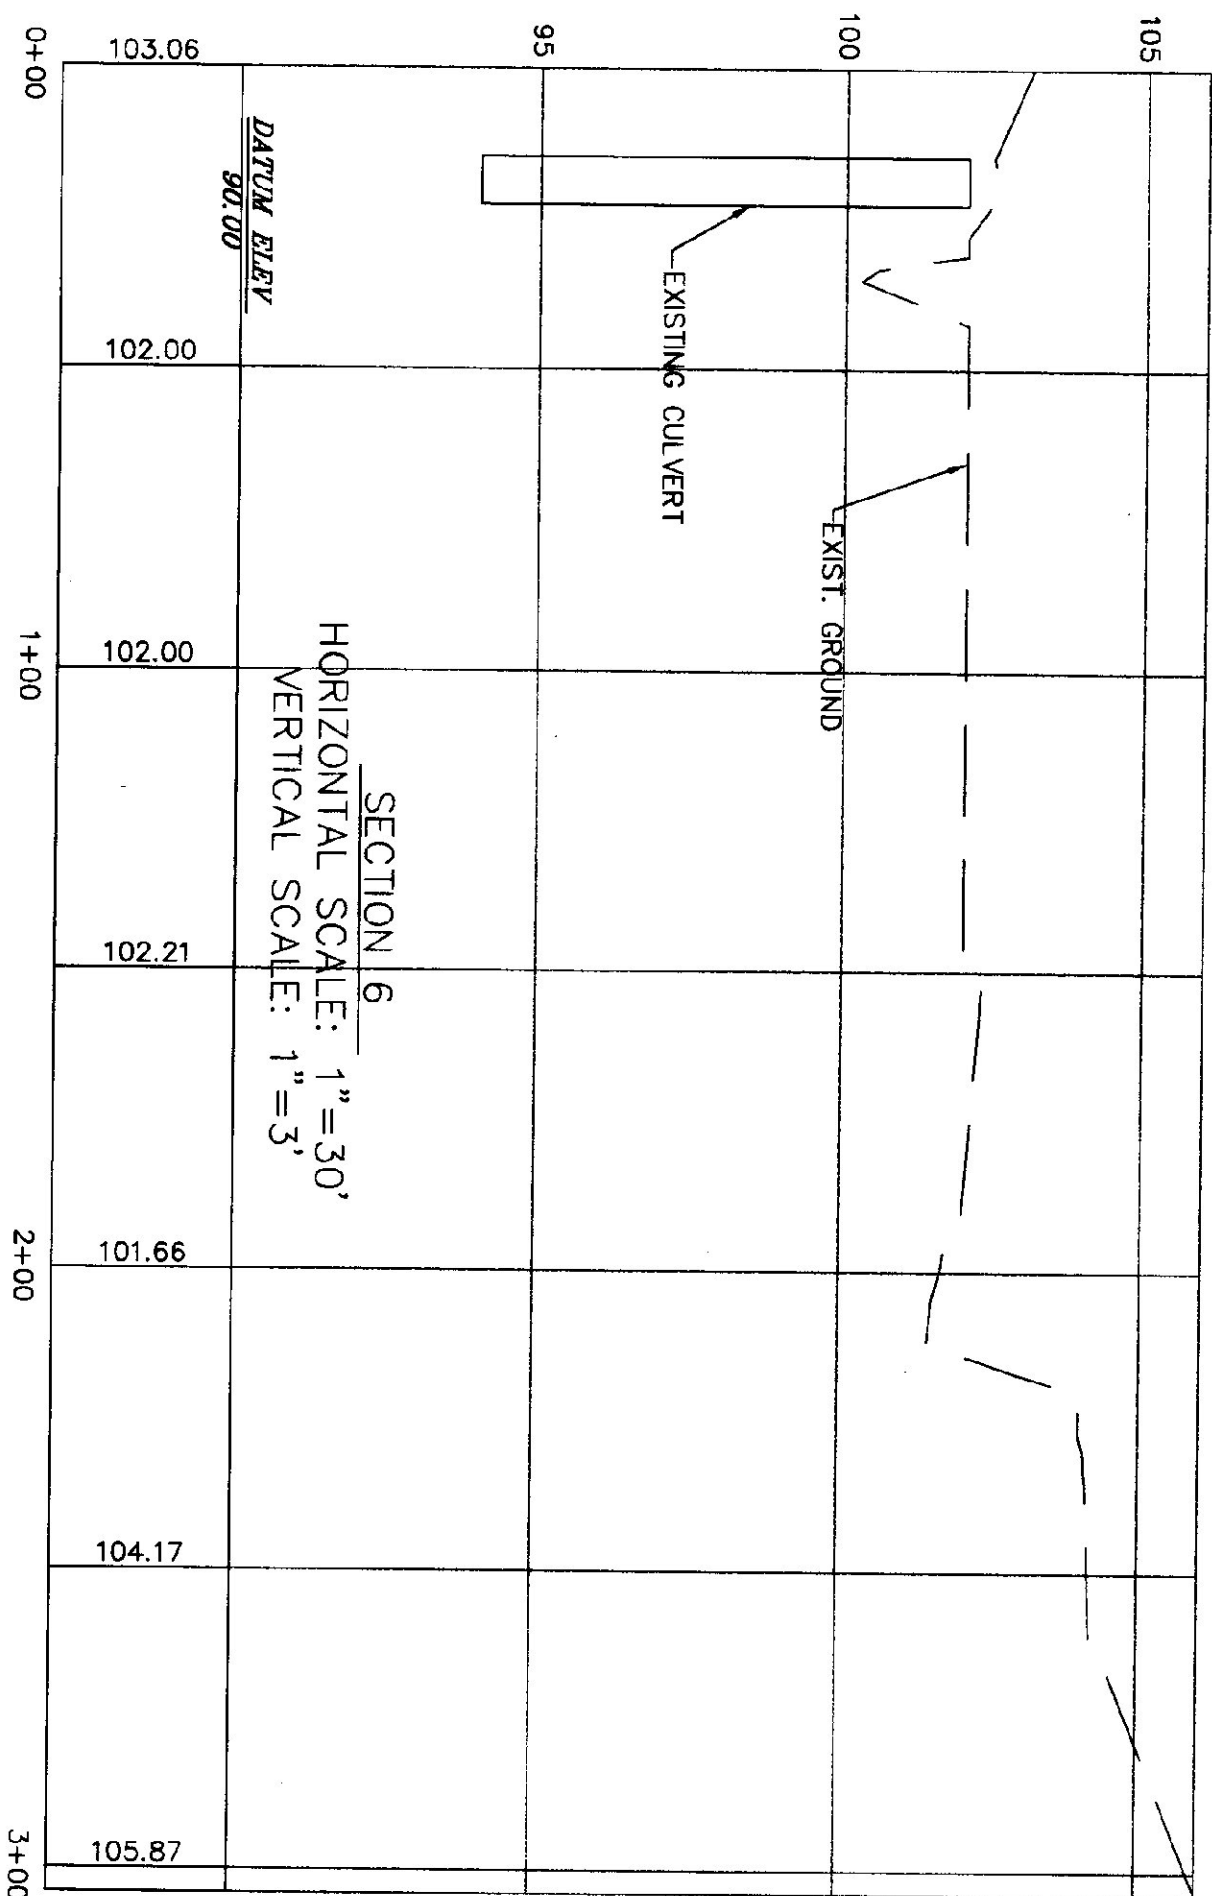 105
100
95
EXIST. GROUND
EXISTING CULVERT
SECTION 6
HORIZONTAL SCALE: 1"=30'
VERTICAL SCALE: 1"=3'
DATUM ELEV
90.00
103.06
102.00
102.00
102.21
101.66
104.17
105.87
0+00
1+00
2+00
3+00